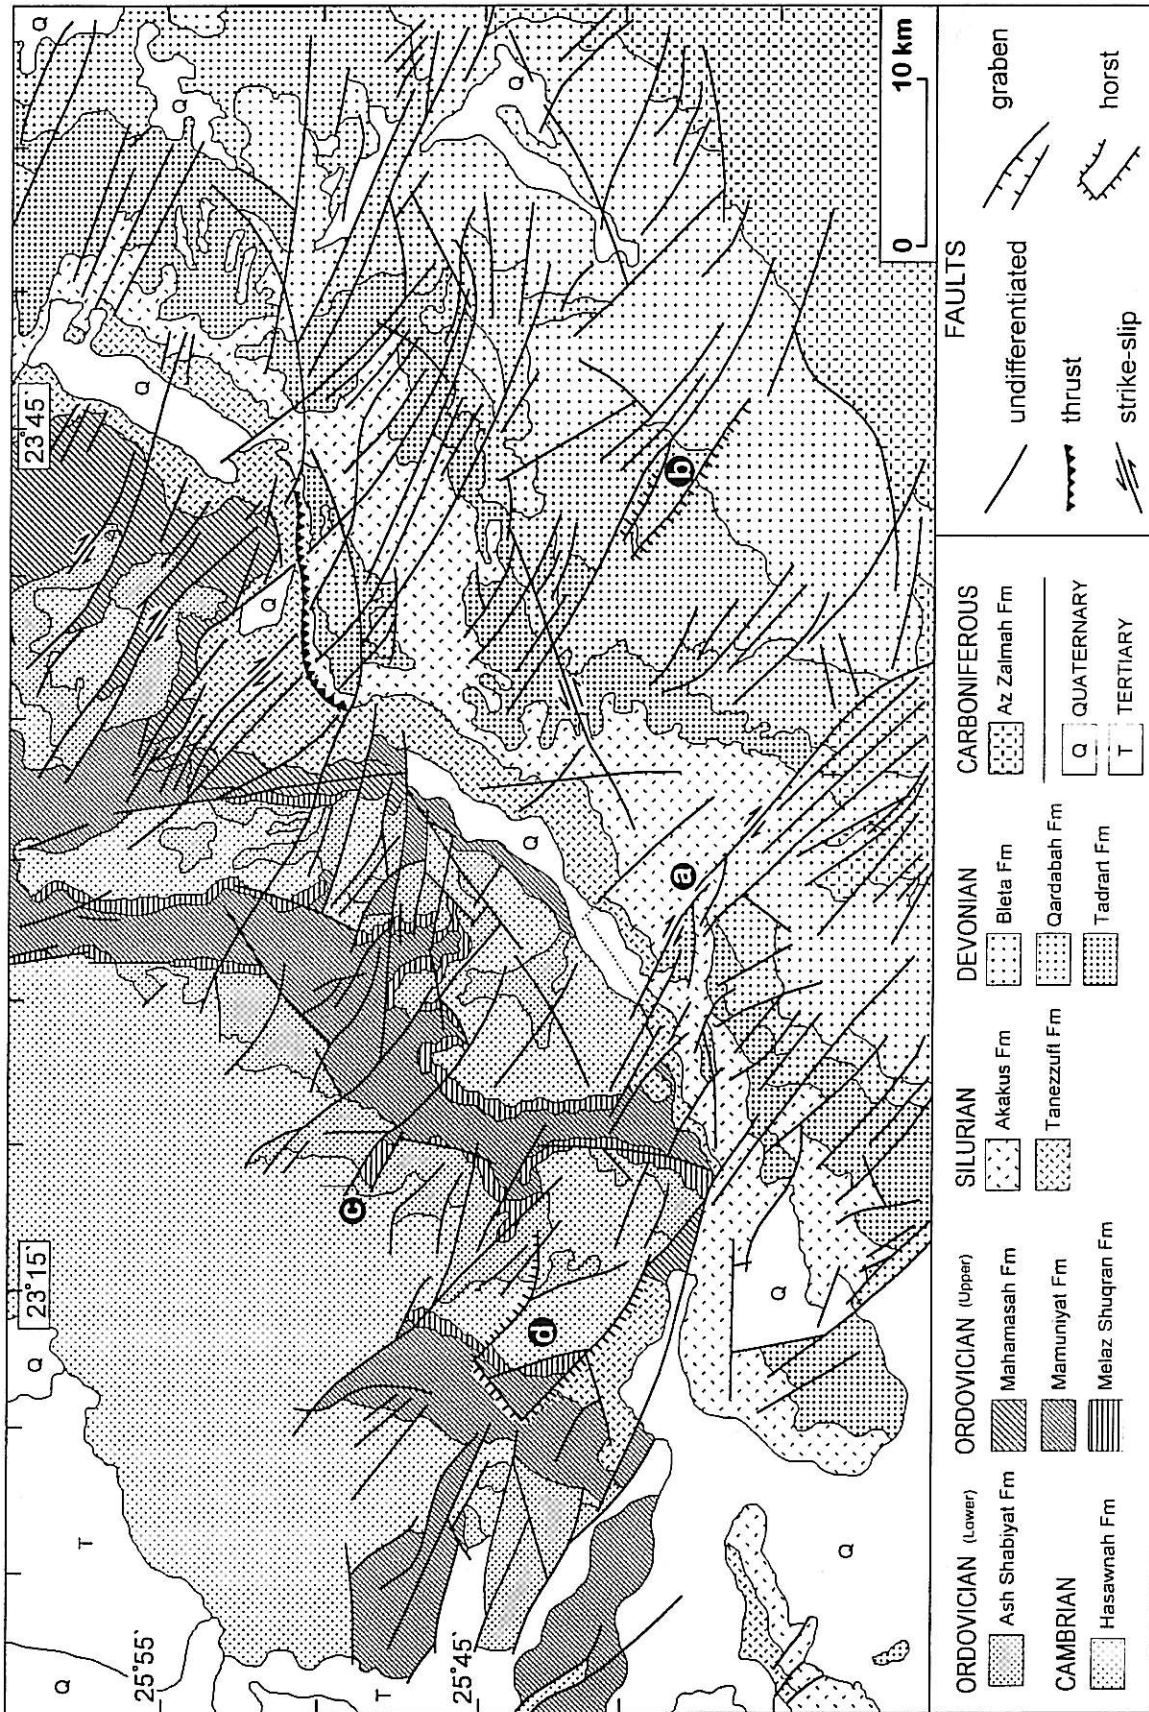 Q
T
Q
23°15`
23°45`
Q
Q
Q
25°55`
T
25°45`
Q
Q
Q
Q
Q
Q
a
b
c
d
0 10 km
ORDOVICIAN (Lower)
Ash Shabiyat Fm
CAMBRIAN
Hasawnah Fm
ORDOVICIAN (Upper)
Mahamasah Fm
Mamuniyat Fm
Melaz Shuqran Fm
SILURIAN
Akakus Fm
Tanezzuft Fm
DEVONIAN
Bleta Fm
Qardabah Fm
Tadrart Fm
CARBONIFEROUS
Az Zalmah Fm
Q QUATERNARY
T TERTIARY
FAULTS
undifferentiated
thrust
strike-slip
graben
horst